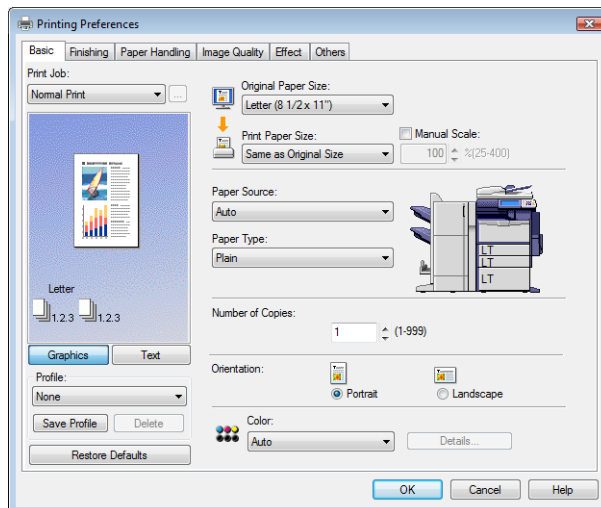 Printing Preferences
Basic Finishing Paper Handling Image Quality Effect Others
Print Job:
Normal Print
...
Letter
1.2.3 1.2.3
Graphics Text
Profile:
None
Save Profile Delete
Restore Defaults
Original Paper Size:
Letter (8 1/2 x 11")
Print Paper Size:
Same as Original Size
Manual Scale:
100 %(25-400)
Paper Source:
Auto
Paper Type:
Plain
LT
LT
LT
Number of Copies:
1 (1-999)
Orientation:
Portrait Landscape
Color:
Auto
Details...
OK Cancel Help